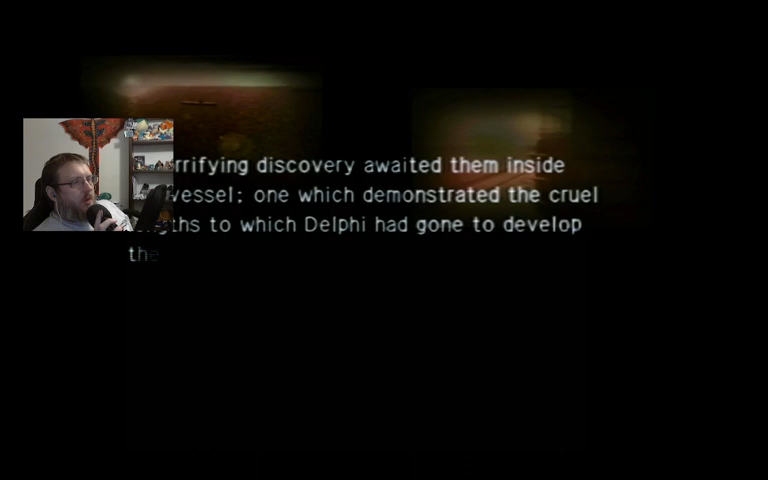 rrifying discovery awaited them inside
vessel; one which demonstrated the cruel
ths to which Delphi had gone to develop
the